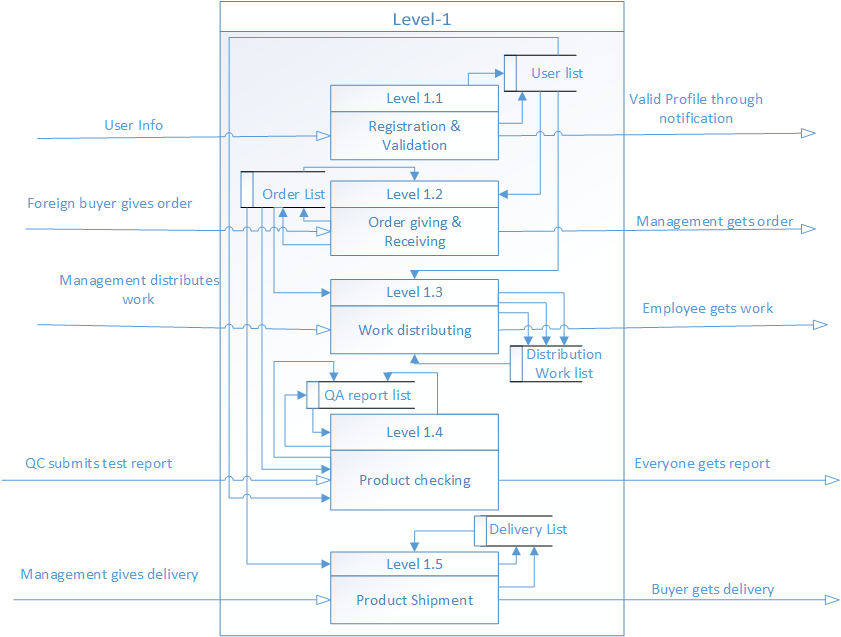 Level-1
User list
Level 1.1
Valid Profile through
notification
User Info
Registration &
Validation
Order List
Level 1.2
Foreign buyer gives order
Order giving &
Receiving
Management gets order
Management distributes
work
Level 1.3
Employee gets work
Work distributing
Distribution
Work list
QA report list
Level 1.4
QC submits test report
Everyone gets report
Product checking
Delivery List
Level 1.5
Management gives delivery
Product Shipment
Buyer gets delivery